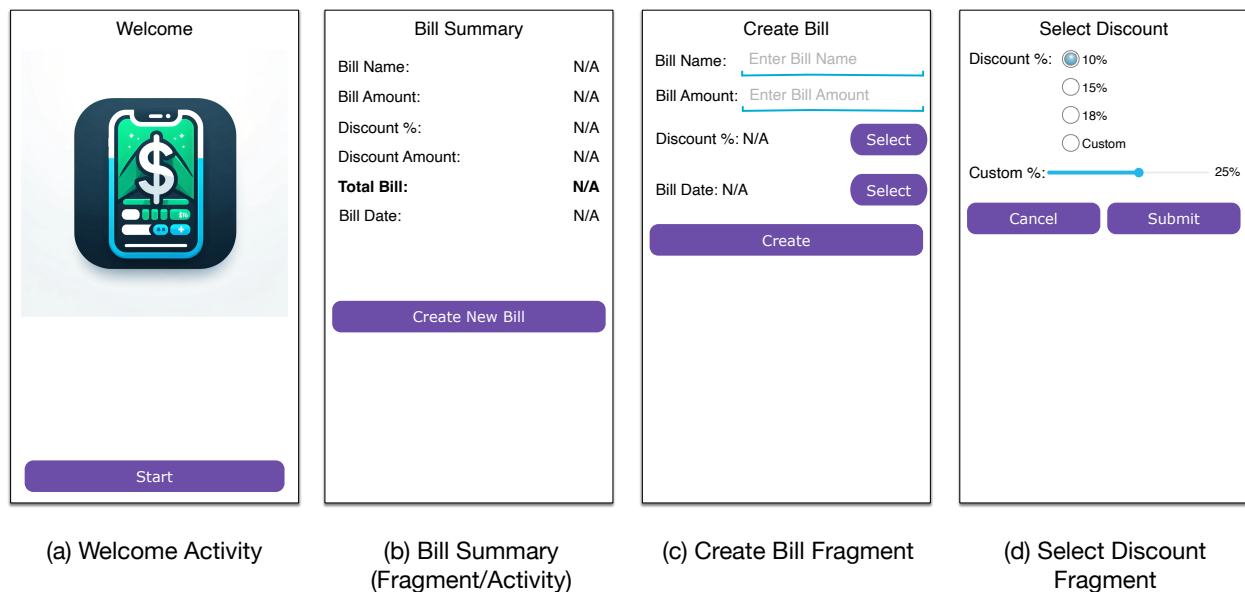 Welcome
$
$10
+
Start
(a) Welcome Activity
Bill Summary
Bill Name: N/A
Bill Amount: N/A
Discount %: N/A
Discount Amount: N/A
Total Bill: N/A
Bill Date: N/A
Create New Bill
(b) Bill Summary
(Fragment/Activity)
Create Bill
Bill Name: Enter Bill Name
Bill Amount: Enter Bill Amount
Discount %: N/A Select
Bill Date: N/A Select
Create
(c) Create Bill Fragment
Select Discount
Discount %: 10%
15%
18%
Custom
Custom %: 25%
Cancel Submit
(d) Select Discount
Fragment